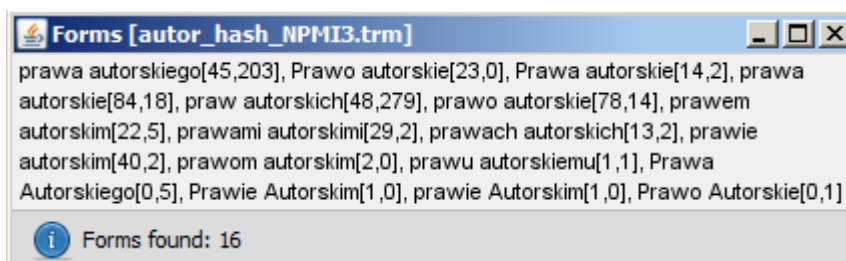 Forms [autor_hash_NPMI3.trm]
prawa autorskiego[45,203], Prawo autorskie[23,0], Prawa autorskie[14,2], prawa
autorskie[84,18], praw autorskich[48,279], prawo autorskie[78,14], prawem
autorskim[22,5], prawami autorskimi[29,2], prawach autorskich[13,2], prawie
autorskim[40,2], prawom autorskim[2,0], prawu autorskiemu[1,1], Prawa
Autorskiego[0,5], Prawie Autorskim[1,0], prawie Autorskim[1,0], Prawo Autorskie[0,1]
Forms found: 16